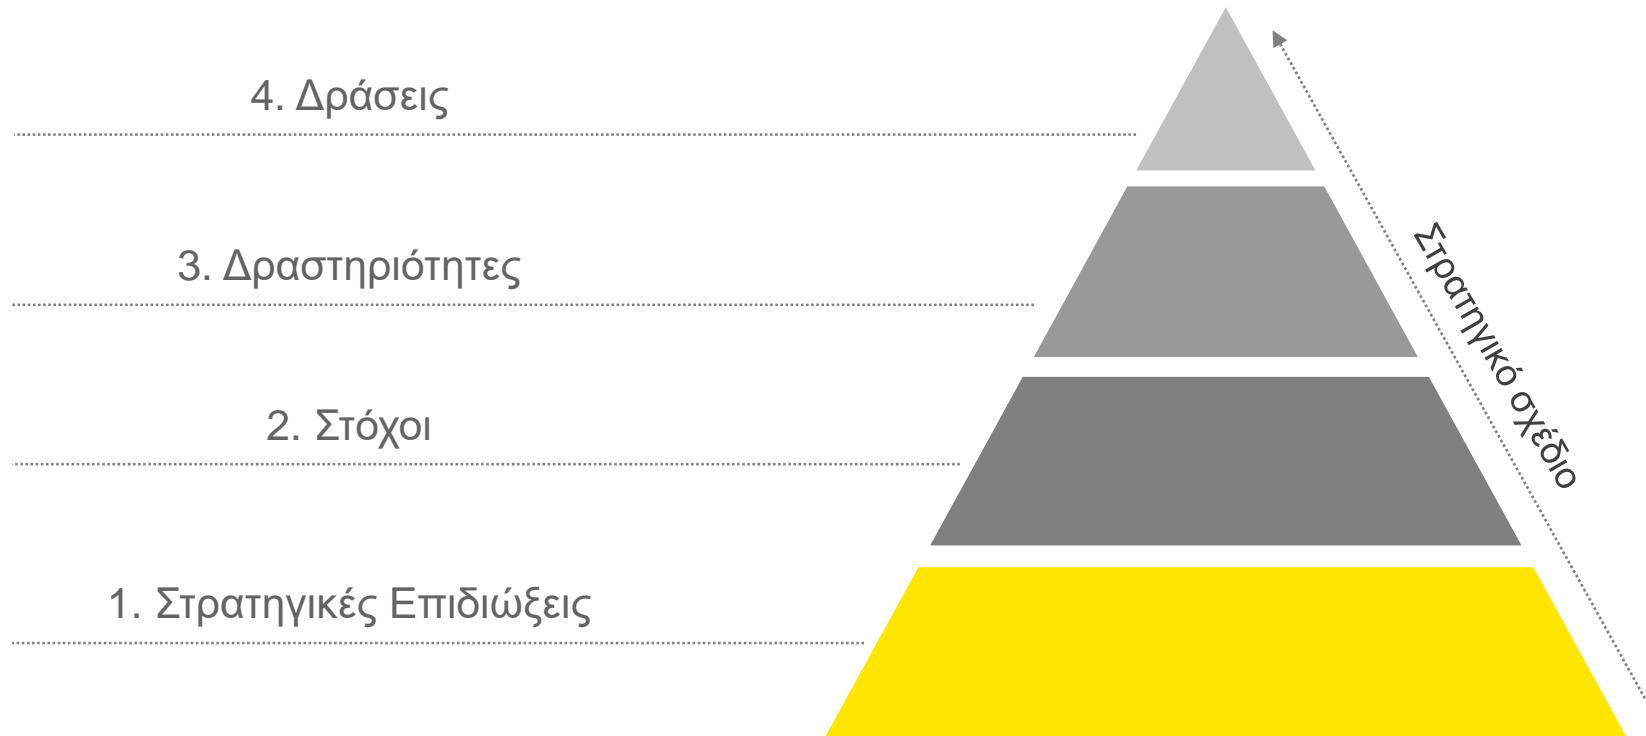 4. Δράσεις
3. Δραστηριότητες
Στρατηγικό σχέδιο
2. Στόχοι
1. Στρατηγικές Επιδιώξεις